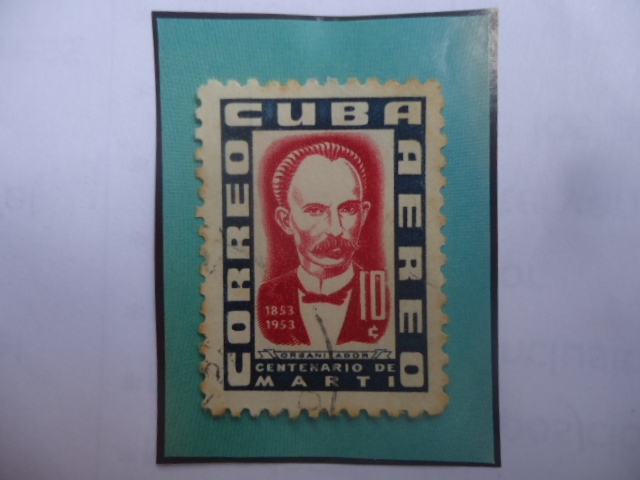 CUBA
CORREO
AEREO
1853
1953
10
¢
ORGANIZADOR
CENTENARIO DE
MARTI